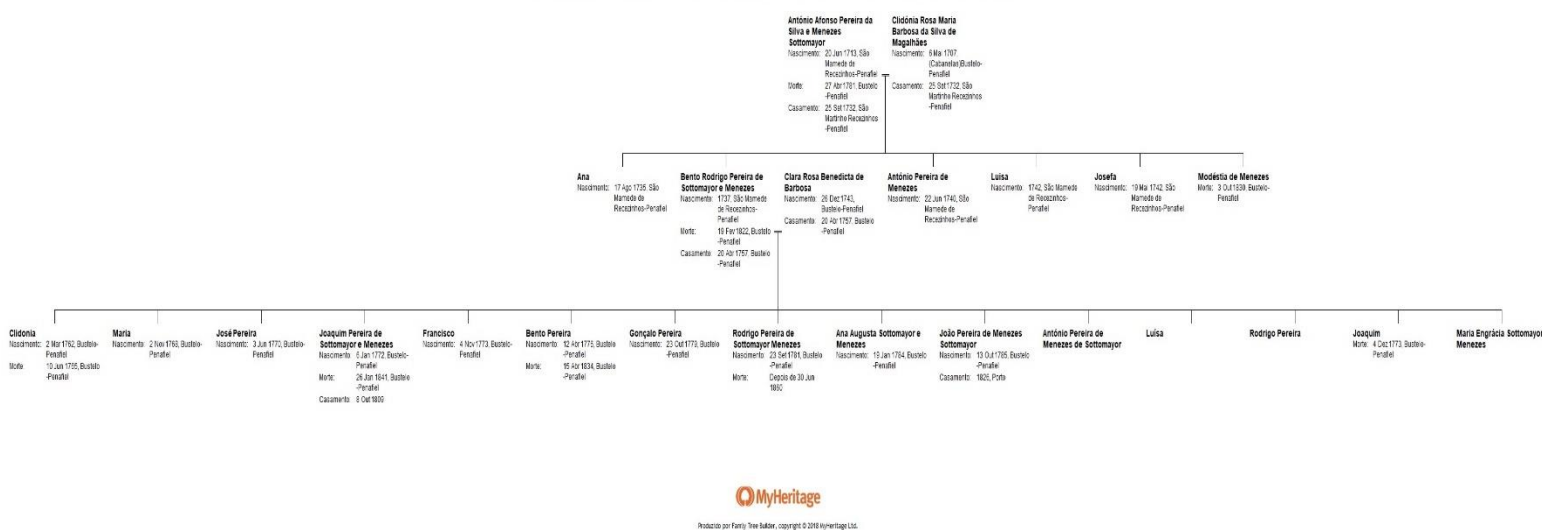 António Afonso Pereira da
Silva e Menezes
Sottomayor
Nascimento: 20 Jun 1713, São
Mamede de
Recezinhos-Penafiel
Morte: 27 Abr 1781, Bustelo
-Penafiel
Casamento: 25 Set 1732, São
Martinho Recezinhos
-Penafiel
Clidónia Rosa Maria
Barbosa da Silva de
Magalhães
Nascimento: 6 Mai 1707,
(Cabanelas)Bustelo-
Penafiel
Casamento: 25 Set 1732, São
Martinho Recezinhos
-Penafiel
Ana
Nascimento: 17 Ago 1735, São
Mamede de
Recezinhos-Penafiel
Bento Rodrigo Pereira de
Sottomayor e Menezes
Nascimento: 1737, São Mamede
de Recezinhos-
Penafiel
Morte: 19 Fev 1822, Bustelo
-Penafiel
Casamento: 20 Abr 1757, Bustelo
-Penafiel
Clara Rosa Benedicta de
Barbosa
Nascimento: 26 Dez 1743,
Bustelo-Penafiel
Casamento: 20 Abr 1757, Bustelo
-Penafiel
António Pereira de
Menezes
Nascimento: 22 Jun 1740, São
Mamede de
Recezinhos-Penafiel
Luísa
Nascimento: 1742, São Mamede
de Recezinhos-
Penafiel
Josefa
Nascimento: 19 Mai 1742, São
Mamede de
Recezinhos-Penafiel
Modéstia de Menezes
Morte: 3 Out 1839, Bustelo-
Penafiel
Clidonia
Nascimento: 2 Mar 1762, Bustelo-
Penafiel
Morte: 10 Jun 1795, Bustelo
-Penafiel
Maria
Nascimento: 2 Nov 1768, Bustelo-
Penafiel
José Pereira
Nascimento: 3 Jun 1770, Bustelo-
Penafiel
Joaquim Pereira de
Sottomayor e Menezes
Nascimento: 6 Jan 1772, Bustelo-
Penafiel
Morte: 26 Jan 1841, Bustelo
-Penafiel
Casamento: 8 Out 1809
Francisco
Nascimento: 4 Nov 1773, Bustelo-
Penafiel
Bento Pereira
Nascimento: 12 Abr 1775, Bustelo
-Penafiel
Morte: 15 Abr 1834, Bustelo
-Penafiel
Gonçalo Pereira
Nascimento: 23 Out 1779, Bustelo
-Penafiel
Rodrigo Pereira de
Sottomayor Menezes
Nascimento: 23 Set 1781, Bustelo
-Penafiel
Morte: Depois de 30 Jun
1860
Ana Augusta Sottomayor e
Menezes
Nascimento: 19 Jan 1784, Bustelo
-Penafiel
João Pereira de Menezes
Sottomayor
Nascimento: 13 Out 1785, Bustelo
-Penafiel
Casamento: 1826, Porto
António Pereira de
Menezes de Sottomayor
Luísa
Rodrigo Pereira
Joaquim
Morte: 4 Dez 1773, Bustelo-
Penafiel
Maria Engrácia Sottomayor
Menezes
MyHeritage
Produzido por Family Tree Builder, copyright © 2018 MyHeritage Ltd.